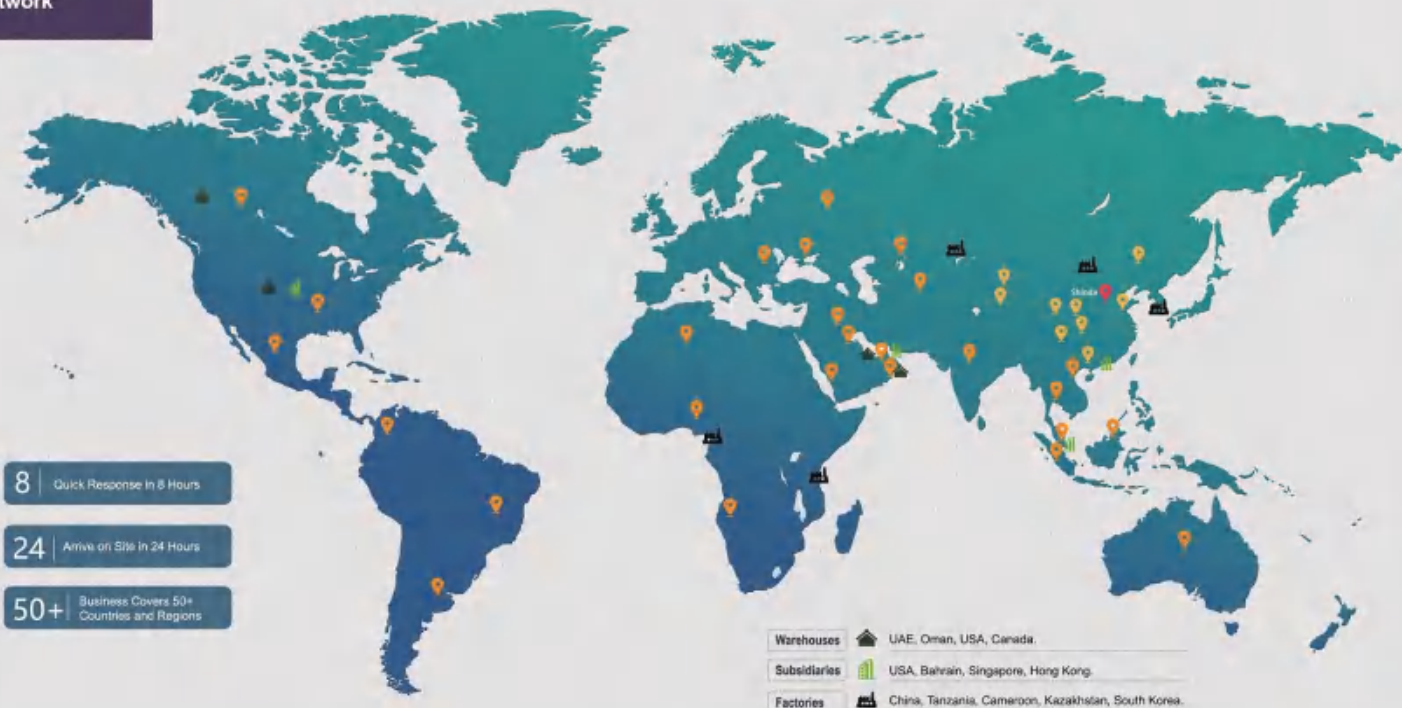 Shinda
8
Quick Response in 8 Hours
24
Arrive on Site in 24 Hours
50+
Business Covers 50+
Countries and Regions
Warehouses
UAE, Oman, USA, Canada.
Subsidiaries
USA, Bahrain, Singapore, Hong Kong.
Factories
China, Tanzania, Cameroon, Kazakhstan, South Korea.